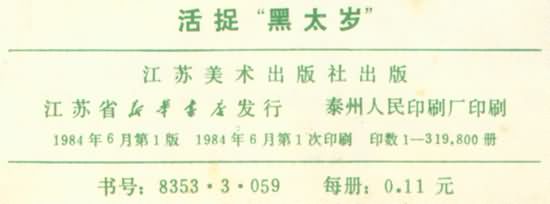 活捉“黑太岁”
江苏美术出版社出版
江苏省新华书店发行 泰州人民印刷厂印刷
1984年6月第1版 1984年6月第1次印刷 印数1—319,800册
书号：8353·3·059 每册：0.11元